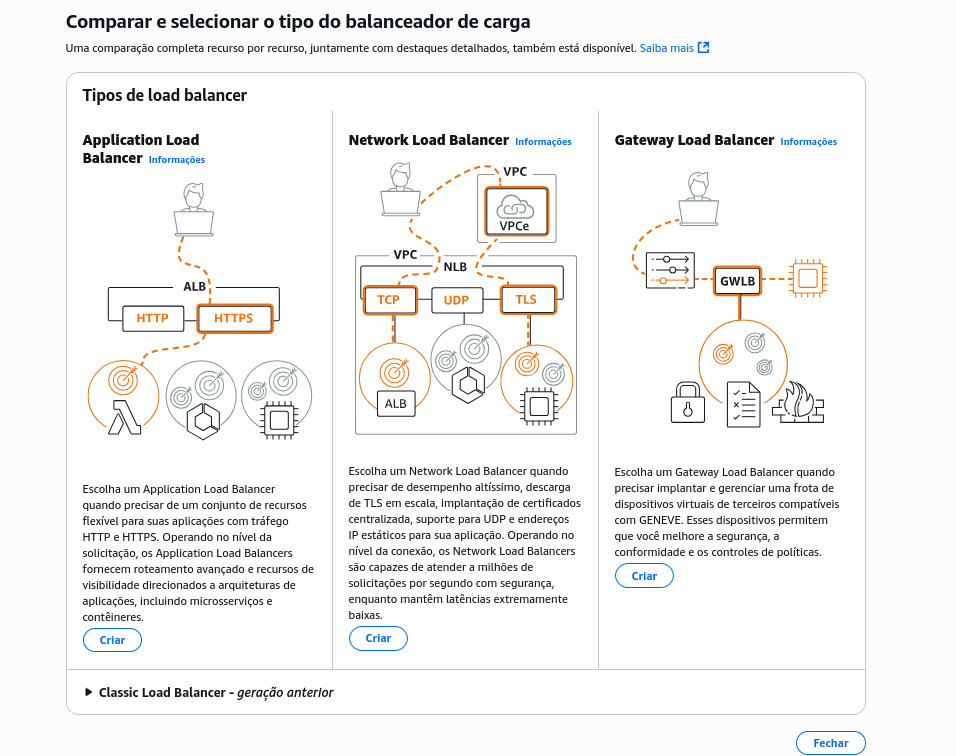 Comparar e selecionar o tipo do balanceador de carga
Uma comparação completa recurso por recurso, juntamente com destaques detalhados, também está disponível. Saiba mais
Tipos de load balancer
Application Load
Balancer Informações
ALB
HTTP
HTTPS
Escolha um Application Load Balancer
quando precisar de um conjunto de recursos
flexível para suas aplicações com tráfego
HTTP e HTTPS. Operando no nível da
solicitação, os Application Load Balancers
fornecem roteamento avançado e recursos de
visibilidade direcionados a arquiteturas de
aplicações, incluindo microsserviços e
contêineres.
Criar
Network Load Balancer Informações
VPC
VPCe
VPC
NLB
TCP
UDP
TLS
ALB
Escolha um Network Load Balancer quando
precisar de desempenho altíssimo, descarga
de TLS em escala, implantação de certificados
centralizada, suporte para UDP e endereços
IP estáticos para sua aplicação. Operando no
nível da conexão, os Network Load Balancers
são capazes de atender a milhões de
solicitações por segundo com segurança,
enquanto mantêm latências extremamente
baixas.
Criar
Gateway Load Balancer Informações
GWLB
Escolha um Gateway Load Balancer quando
precisar implantar e gerenciar uma frota de
dispositivos virtuais de terceiros compatíveis
com GENEVE. Esses dispositivos permitem
que você melhore a segurança, a
conformidade e os controles de políticas.
Criar
Classic Load Balancer - geração anterior
Fechar